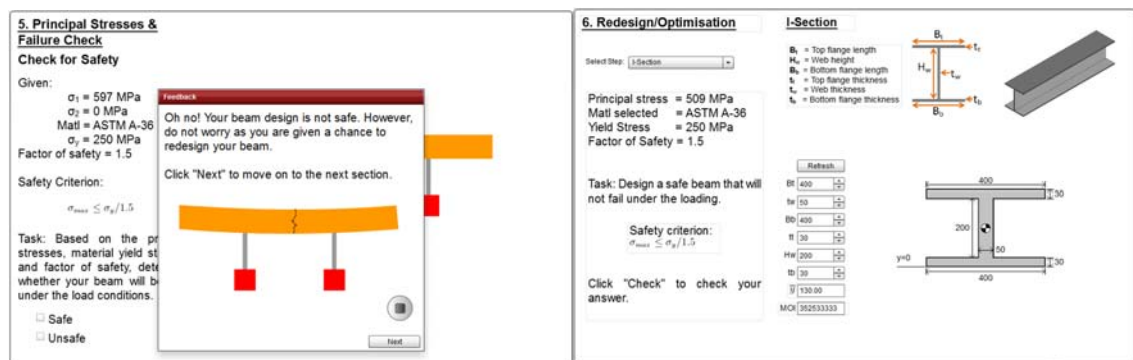 5. Principal Stresses &
Failure Check
Check for Safety
Given:
σ₁ = 597 MPa
σ₂ = 0 MPa
Matl = ASTM A-36
σᵧ = 250 MPa
Factor of safety = 1.5
Safety Criterion:
σmax ≤ σy/1.5
Task: Based on the pr
stresses, material yield st
and factor of safety, dete
whether your beam will be
under the load conditions.
Safe
Unsafe
Feedback
Oh no! Your beam design is not safe. However,
do not worry as you are given a chance to
redesign your beam.
Click "Next" to move on to the next section.
Next
6. Redesign/Optimisation
Select Step: I-Section
Principal stress = 509 MPa
Matl selected = ASTM A-36
Yield Stress = 250 MPa
Factor of Safety = 1.5
Task: Design a safe beam that will
not fail under the loading.
Safety criterion:
σmax ≤ σy/1.5
Click "Check" to check your
answer.
I-Section
Bt = Top flange length
Hw = Web height
Bb = Bottom flange length
tt = Top flange thickness
tw = Web thickness
tb = Bottom flange thickness
Bt
tt
Hw
tw
tb
Bb
Refresh
Bt 400
tw 50
Bb 400
tt 30
Hw 200
tb 30
y̅ 130.00
MOI 352533333
400
30
200
50
y=0
30
400